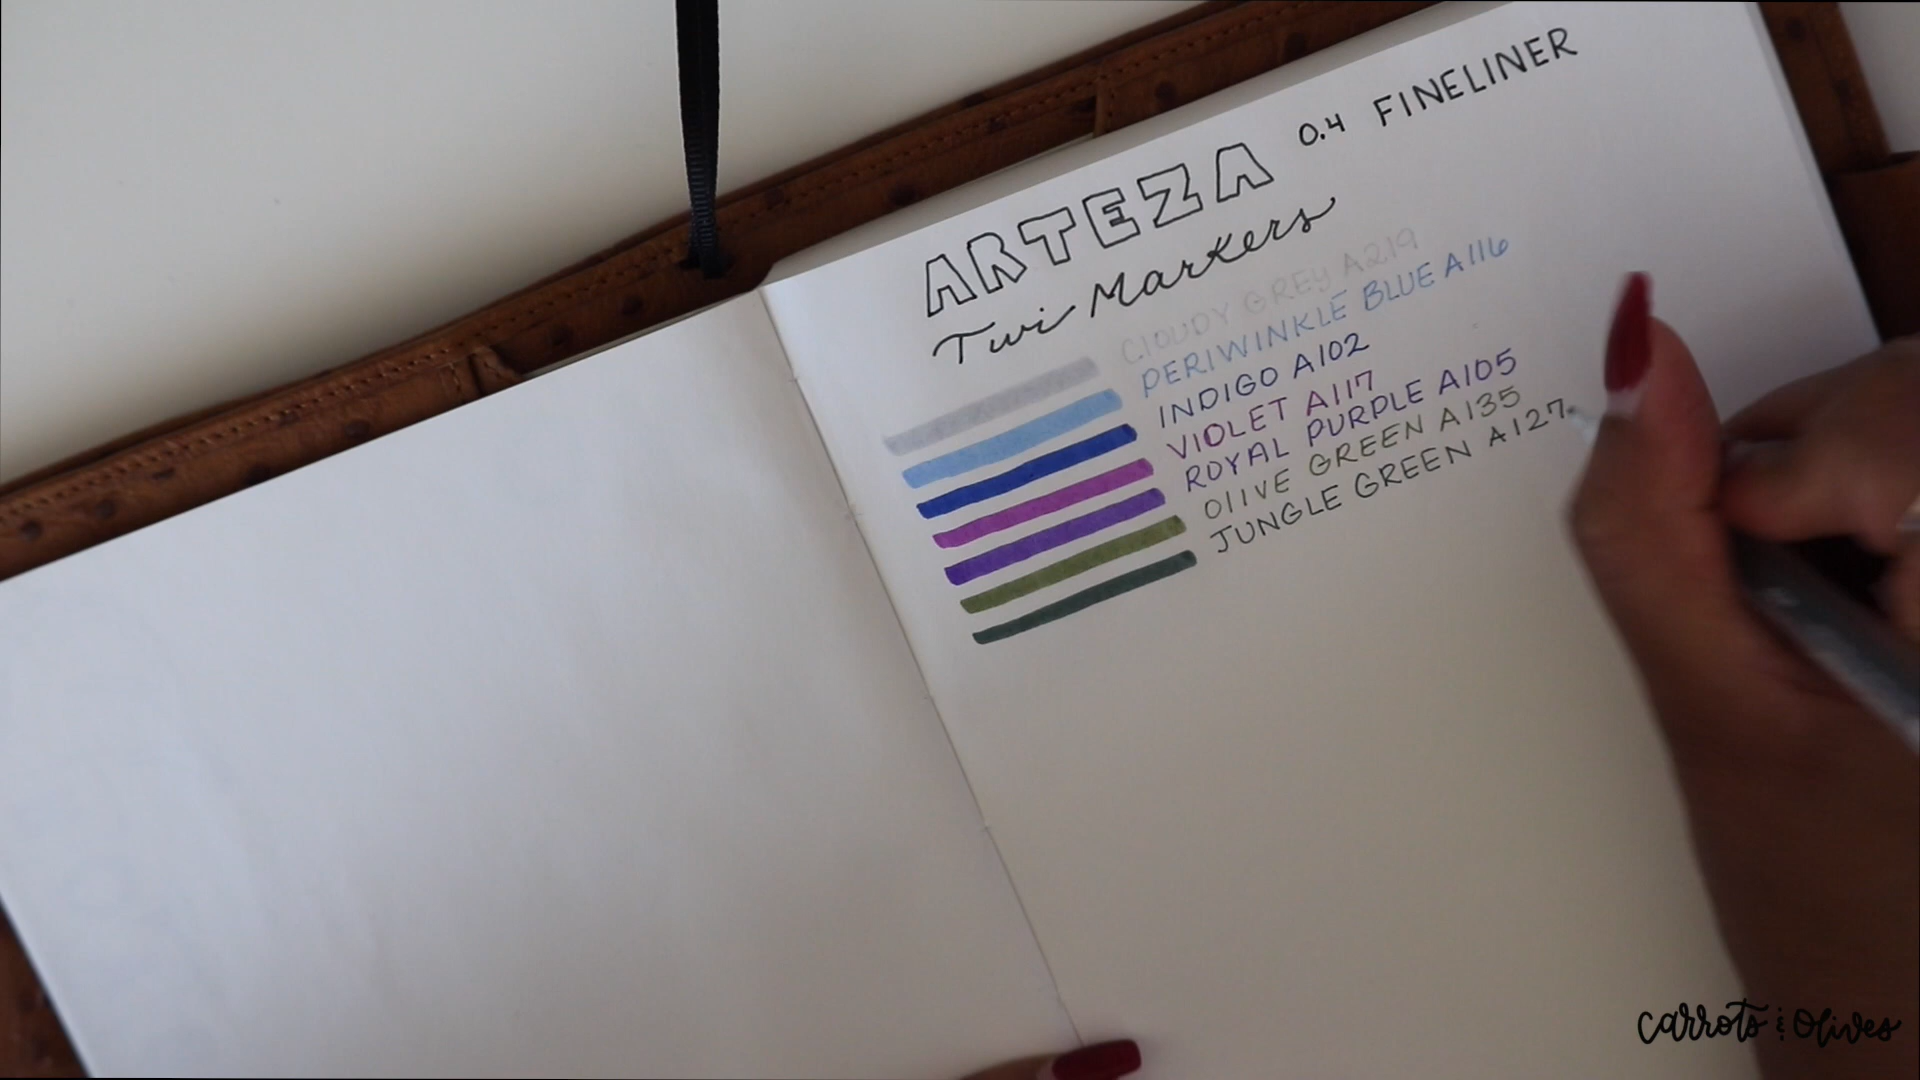 ARTEZA 0.4 FINELINER
Twi Markers
CLOUDY GREY A219
PERIWINKLE BLUE A116
INDIGO A102
VIOLET A117
ROYAL PURPLE A105
OLIVE GREEN A135
JUNGLE GREEN A127
carrots & Olives